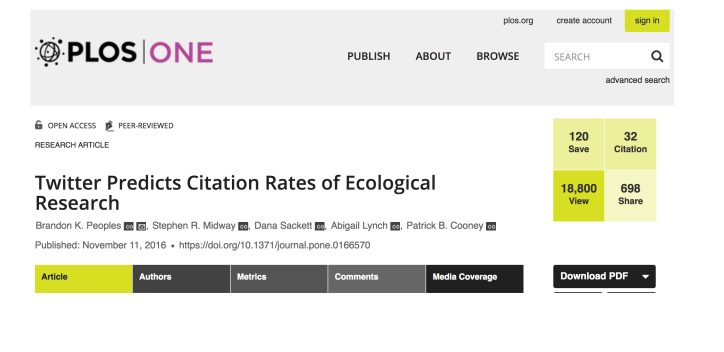 plos.org create account sign in
PLOS ONE
PUBLISH ABOUT BROWSE SEARCH
advanced search
OPEN ACCESS PEER-REVIEWED
RESEARCH ARTICLE
120 Save
32 Citation
Twitter Predicts Citation Rates of Ecological
Research
18,800 View
698 Share
Brandon K. Peoples, Stephen R. Midway, Dana Sackett, Abigail Lynch, Patrick B. Cooney
Published: November 11, 2016 • https://doi.org/10.1371/journal.pone.0166570
Article Authors Metrics Comments Media Coverage
Download PDF